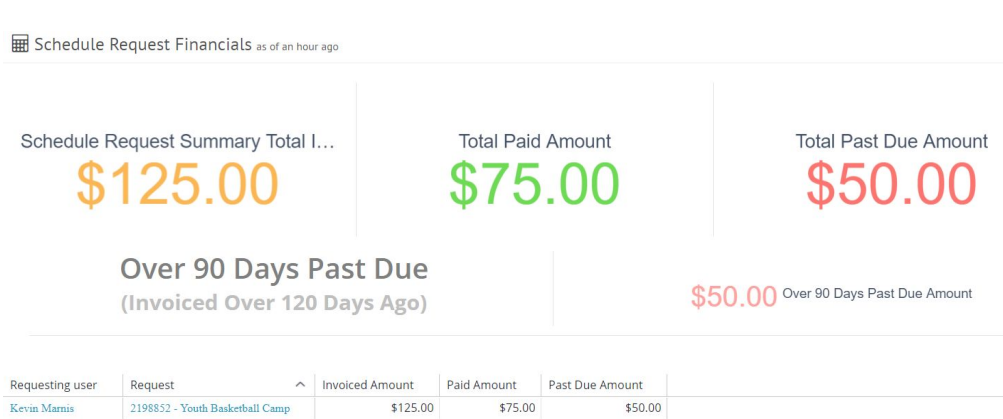 Schedule Request Financials as of an hour ago
Schedule Request Summary Total I... Total Paid Amount Total Past Due Amount
$125.00 $75.00 $50.00
Over 90 Days Past Due
(Invoiced Over 120 Days Ago)
$50.00 Over 90 Days Past Due Amount
Requesting user Request Invoiced Amount Paid Amount Past Due Amount
Kevin Marnis 2198852 - Youth Basketball Camp $125.00 $75.00 $50.00